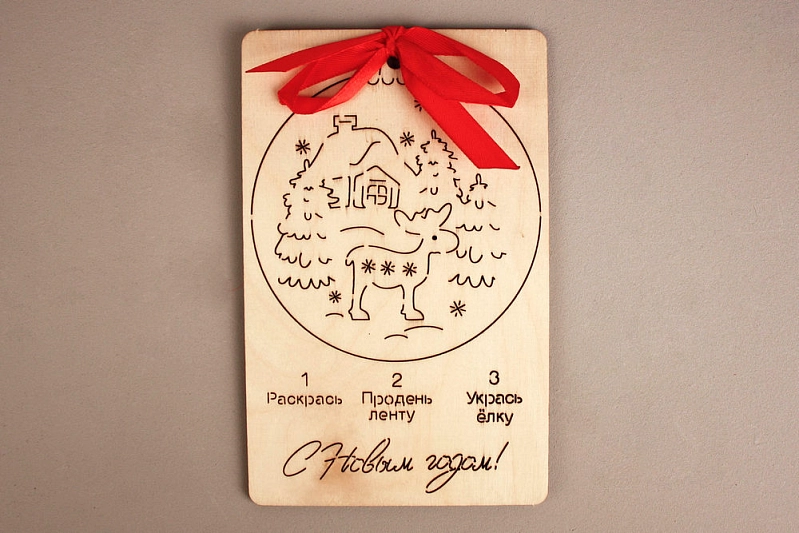 1 2 3
Раскрась Продень Укрась
ленту ёлку
С Новым годом!